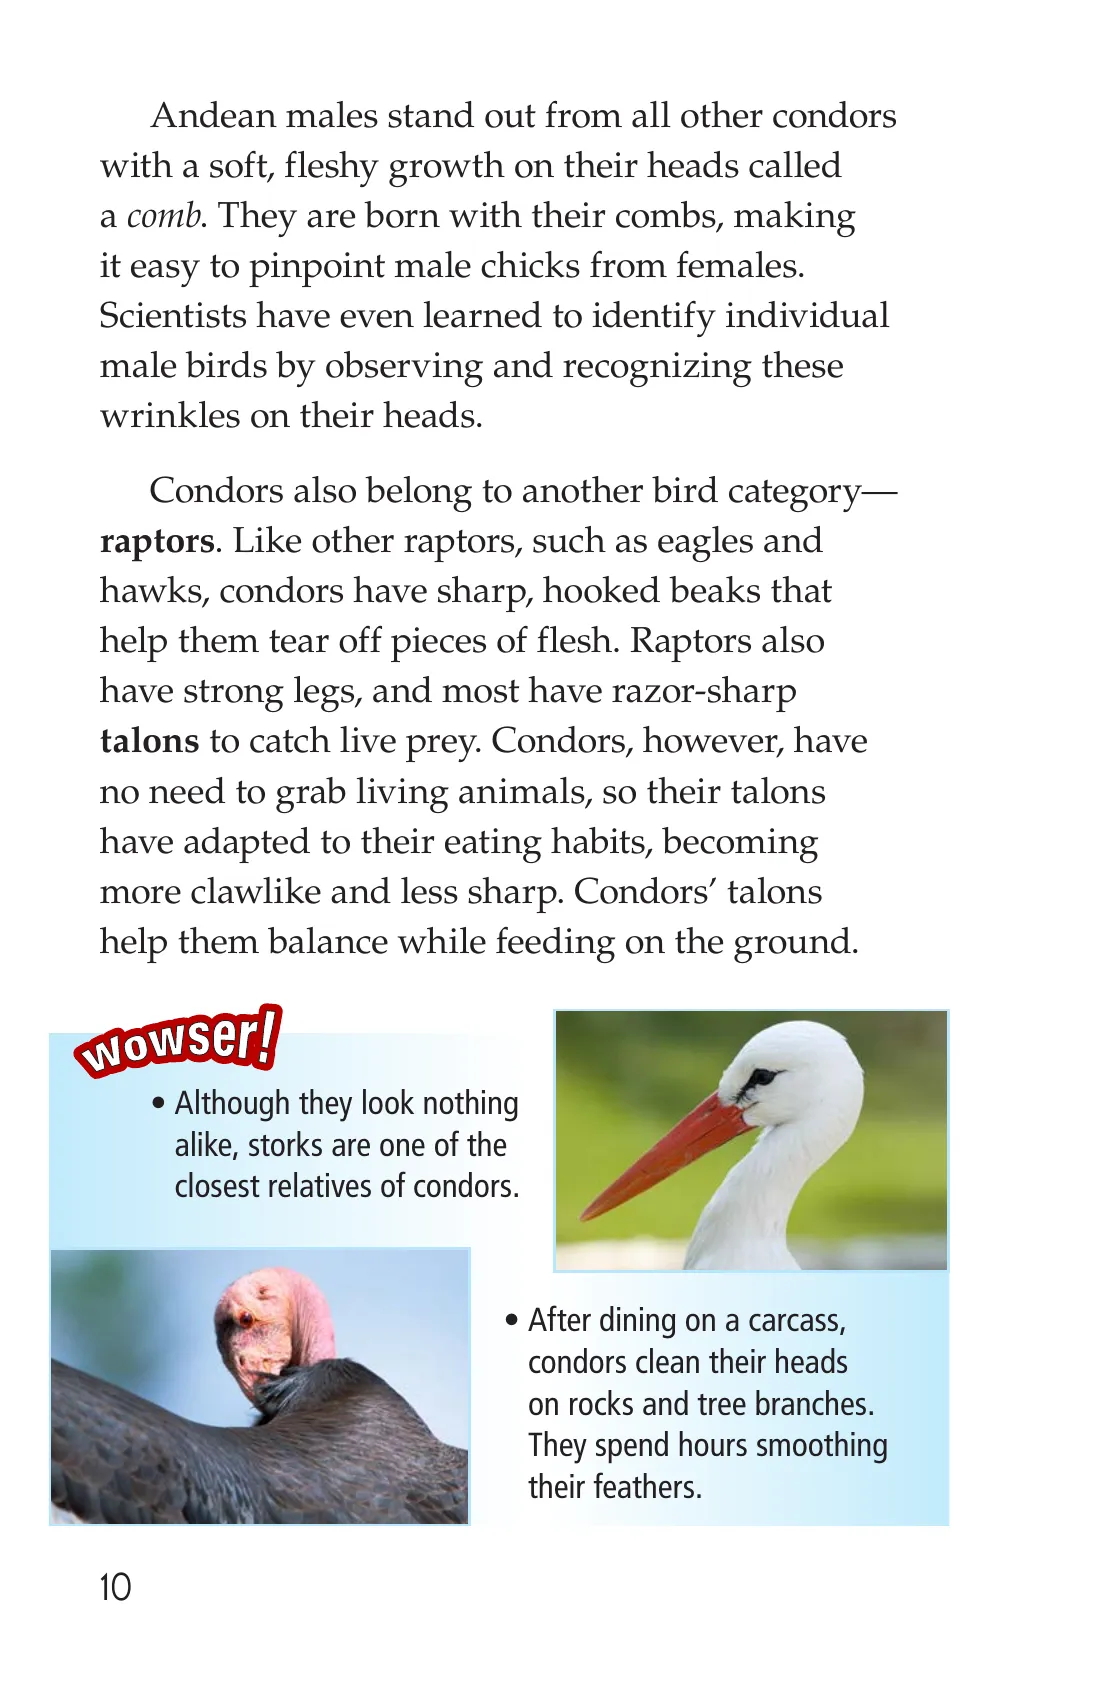 Andean males stand out from all other condors
with a soft, fleshy growth on their heads called
a comb. They are born with their combs, making
it easy to pinpoint male chicks from females.
Scientists have even learned to identify individual
male birds by observing and recognizing these
wrinkles on their heads.
Condors also belong to another bird category—
raptors. Like other raptors, such as eagles and
hawks, condors have sharp, hooked beaks that
help them tear off pieces of flesh. Raptors also
have strong legs, and most have razor-sharp
talons to catch live prey. Condors, however, have
no need to grab living animals, so their talons
have adapted to their eating habits, becoming
more clawlike and less sharp. Condors’ talons
help them balance while feeding on the ground.
wowser!
• Although they look nothing
alike, storks are one of the
closest relatives of condors.
• After dining on a carcass,
condors clean their heads
on rocks and tree branches.
They spend hours smoothing
their feathers.
10